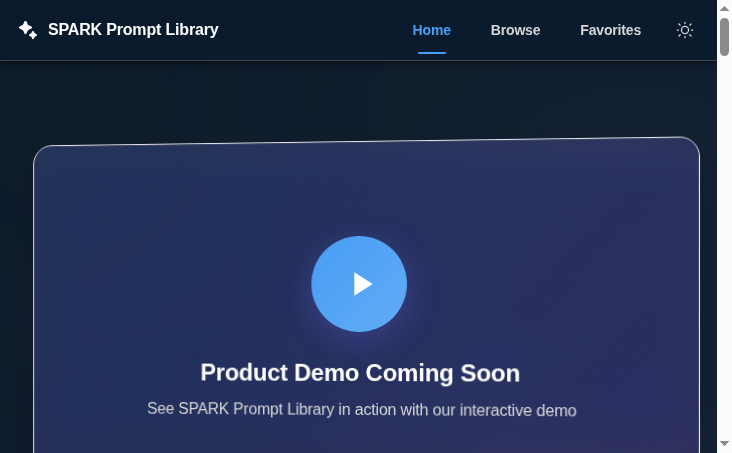 SPARK Prompt Library
Home
Browse
Favorites
Product Demo Coming Soon
See SPARK Prompt Library in action with our interactive demo